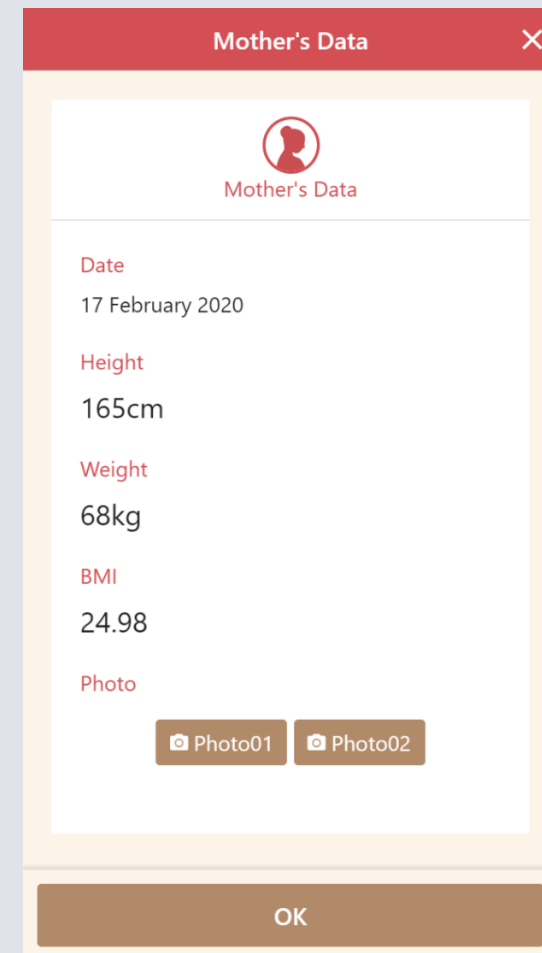 Mother's Data
Mother's Data
Date
17 February 2020
Height
165cm
Weight
68kg
BMI
24.98
Photo
Photo01 Photo02
OK